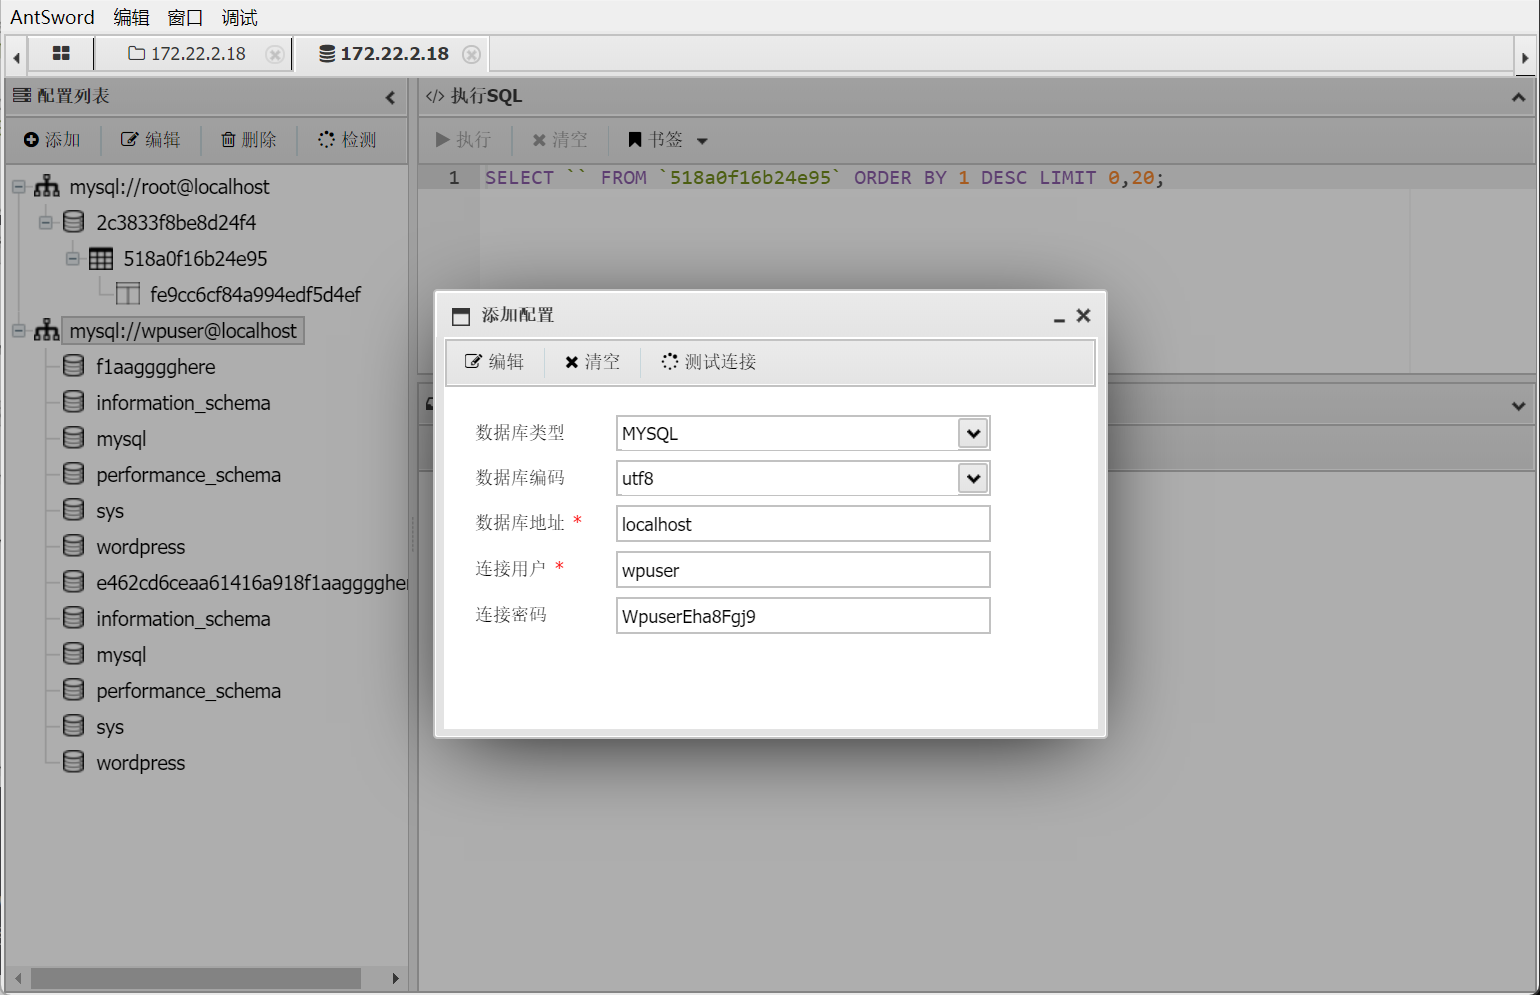 AntSword 编辑 窗口 调试
172.22.2.18 172.22.2.18
配置列表
添加 编辑 删除 检测
mysql://root@localhost
2c3833f8be8d24f4
518a0f16b24e95
fe9cc6cf84a994edf5d4ef
mysql://wpuser@localhost
f1aagggghere
information_schema
mysql
performance_schema
sys
wordpress
e462cd6ceaa61416a918f1aagggghe
information_schema
mysql
performance_schema
sys
wordpress
</> 执行SQL
执行 清空 书签
1 SELECT `` FROM `518a0f16b24e95` ORDER BY 1 DESC LIMIT 0,20;
添加配置
编辑 清空 测试连接
数据库类型 MYSQL
数据库编码 utf8
数据库地址 * localhost
连接用户 * wpuser
连接密码 WpuserEha8Fgj9